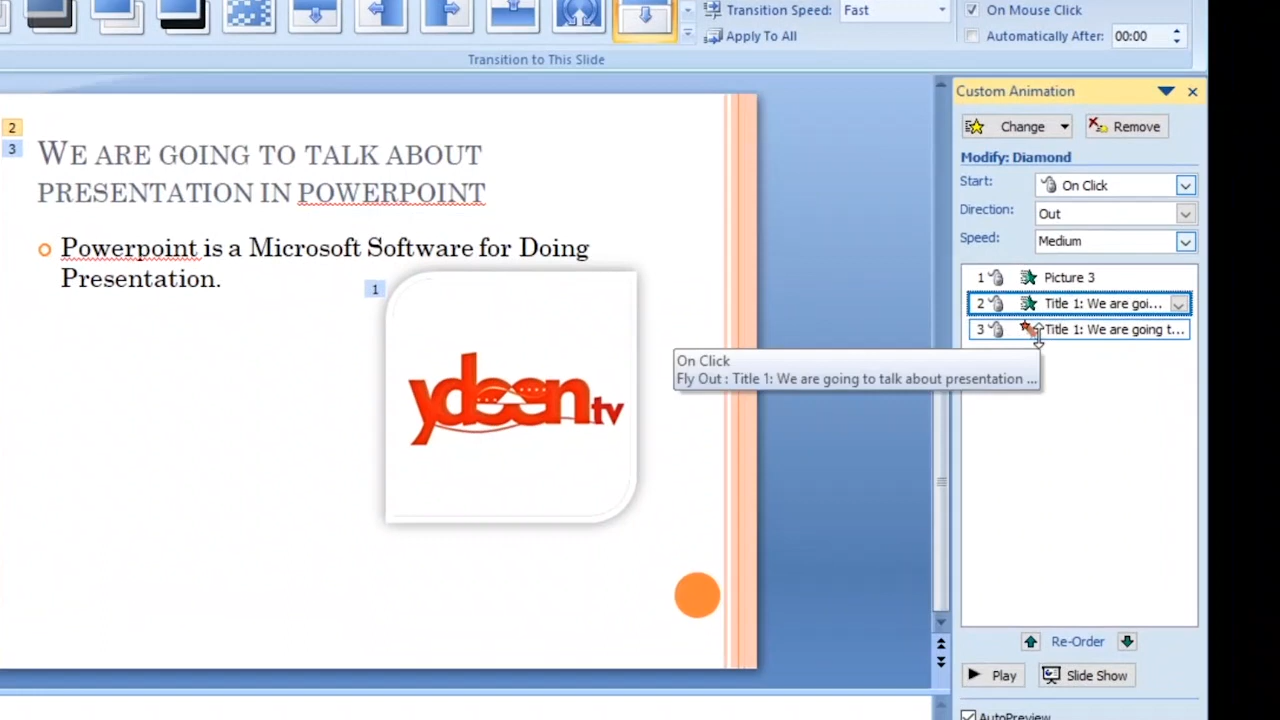 Transition Speed: Fast
On Mouse Click
Apply To All
Automatically After: 00:00
Transition to This Slide
Custom Animation
Change
Remove
Modify: Diamond
Start: On Click
Direction: Out
Speed: Medium
1 Picture 3
2 Title 1: We are goi...
3 Title 1: We are going t...
On Click
Fly Out : Title 1: We are going to talk about presentation ...
Re-Order
Play
Slide Show
AutoPreview
2
3
WE ARE GOING TO TALK ABOUT
PRESENTATION IN POWERPOINT
Powerpoint is a Microsoft Software for Doing
Presentation.
1
ydeen tv